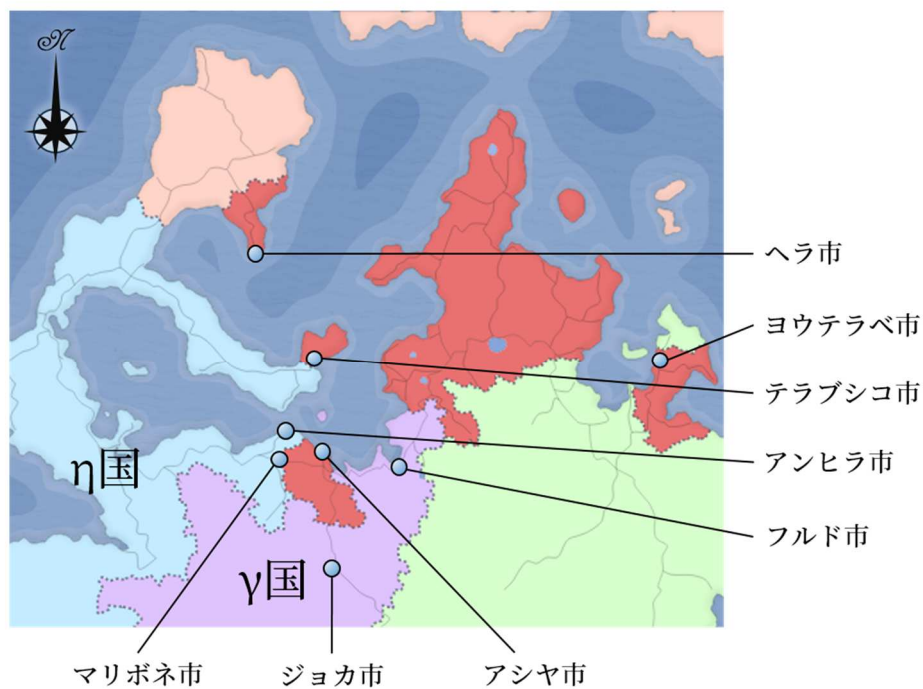 N
ヘラ市
ヨウテラベ市
テラブシコ市
アンヒラ市
η国
フルド市
γ国
マリボネ市
ジョカ市
アシヤ市